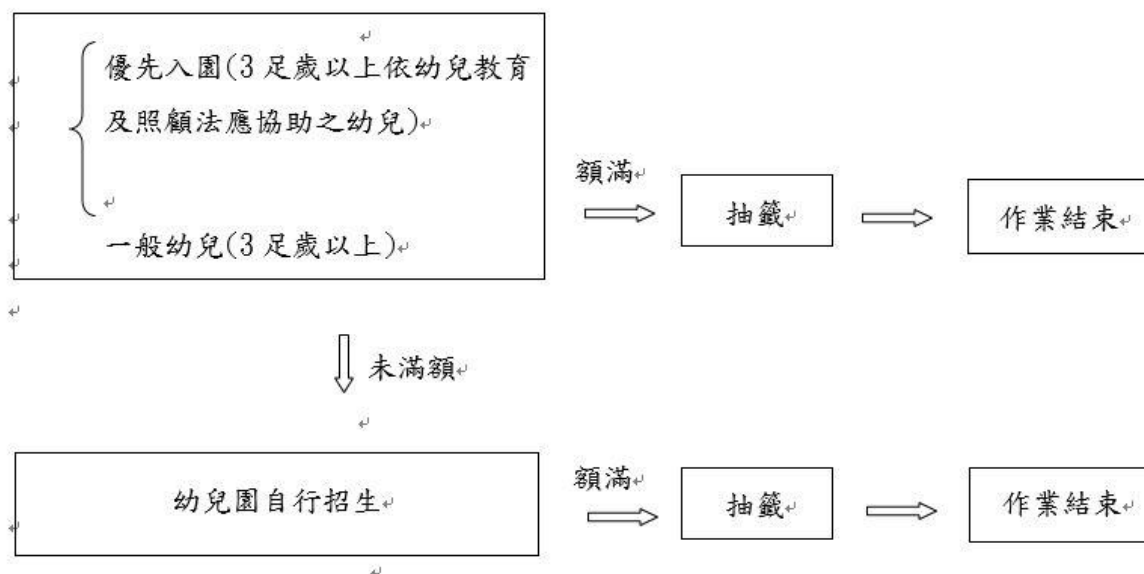 優先入園(3足歲以上依幼兒教育
及照顧法應協助之幼兒)
一般幼兒(3足歲以上)
額滿
抽籤
作業結束
未滿額
幼兒園自行招生
額滿
抽籤
作業結束